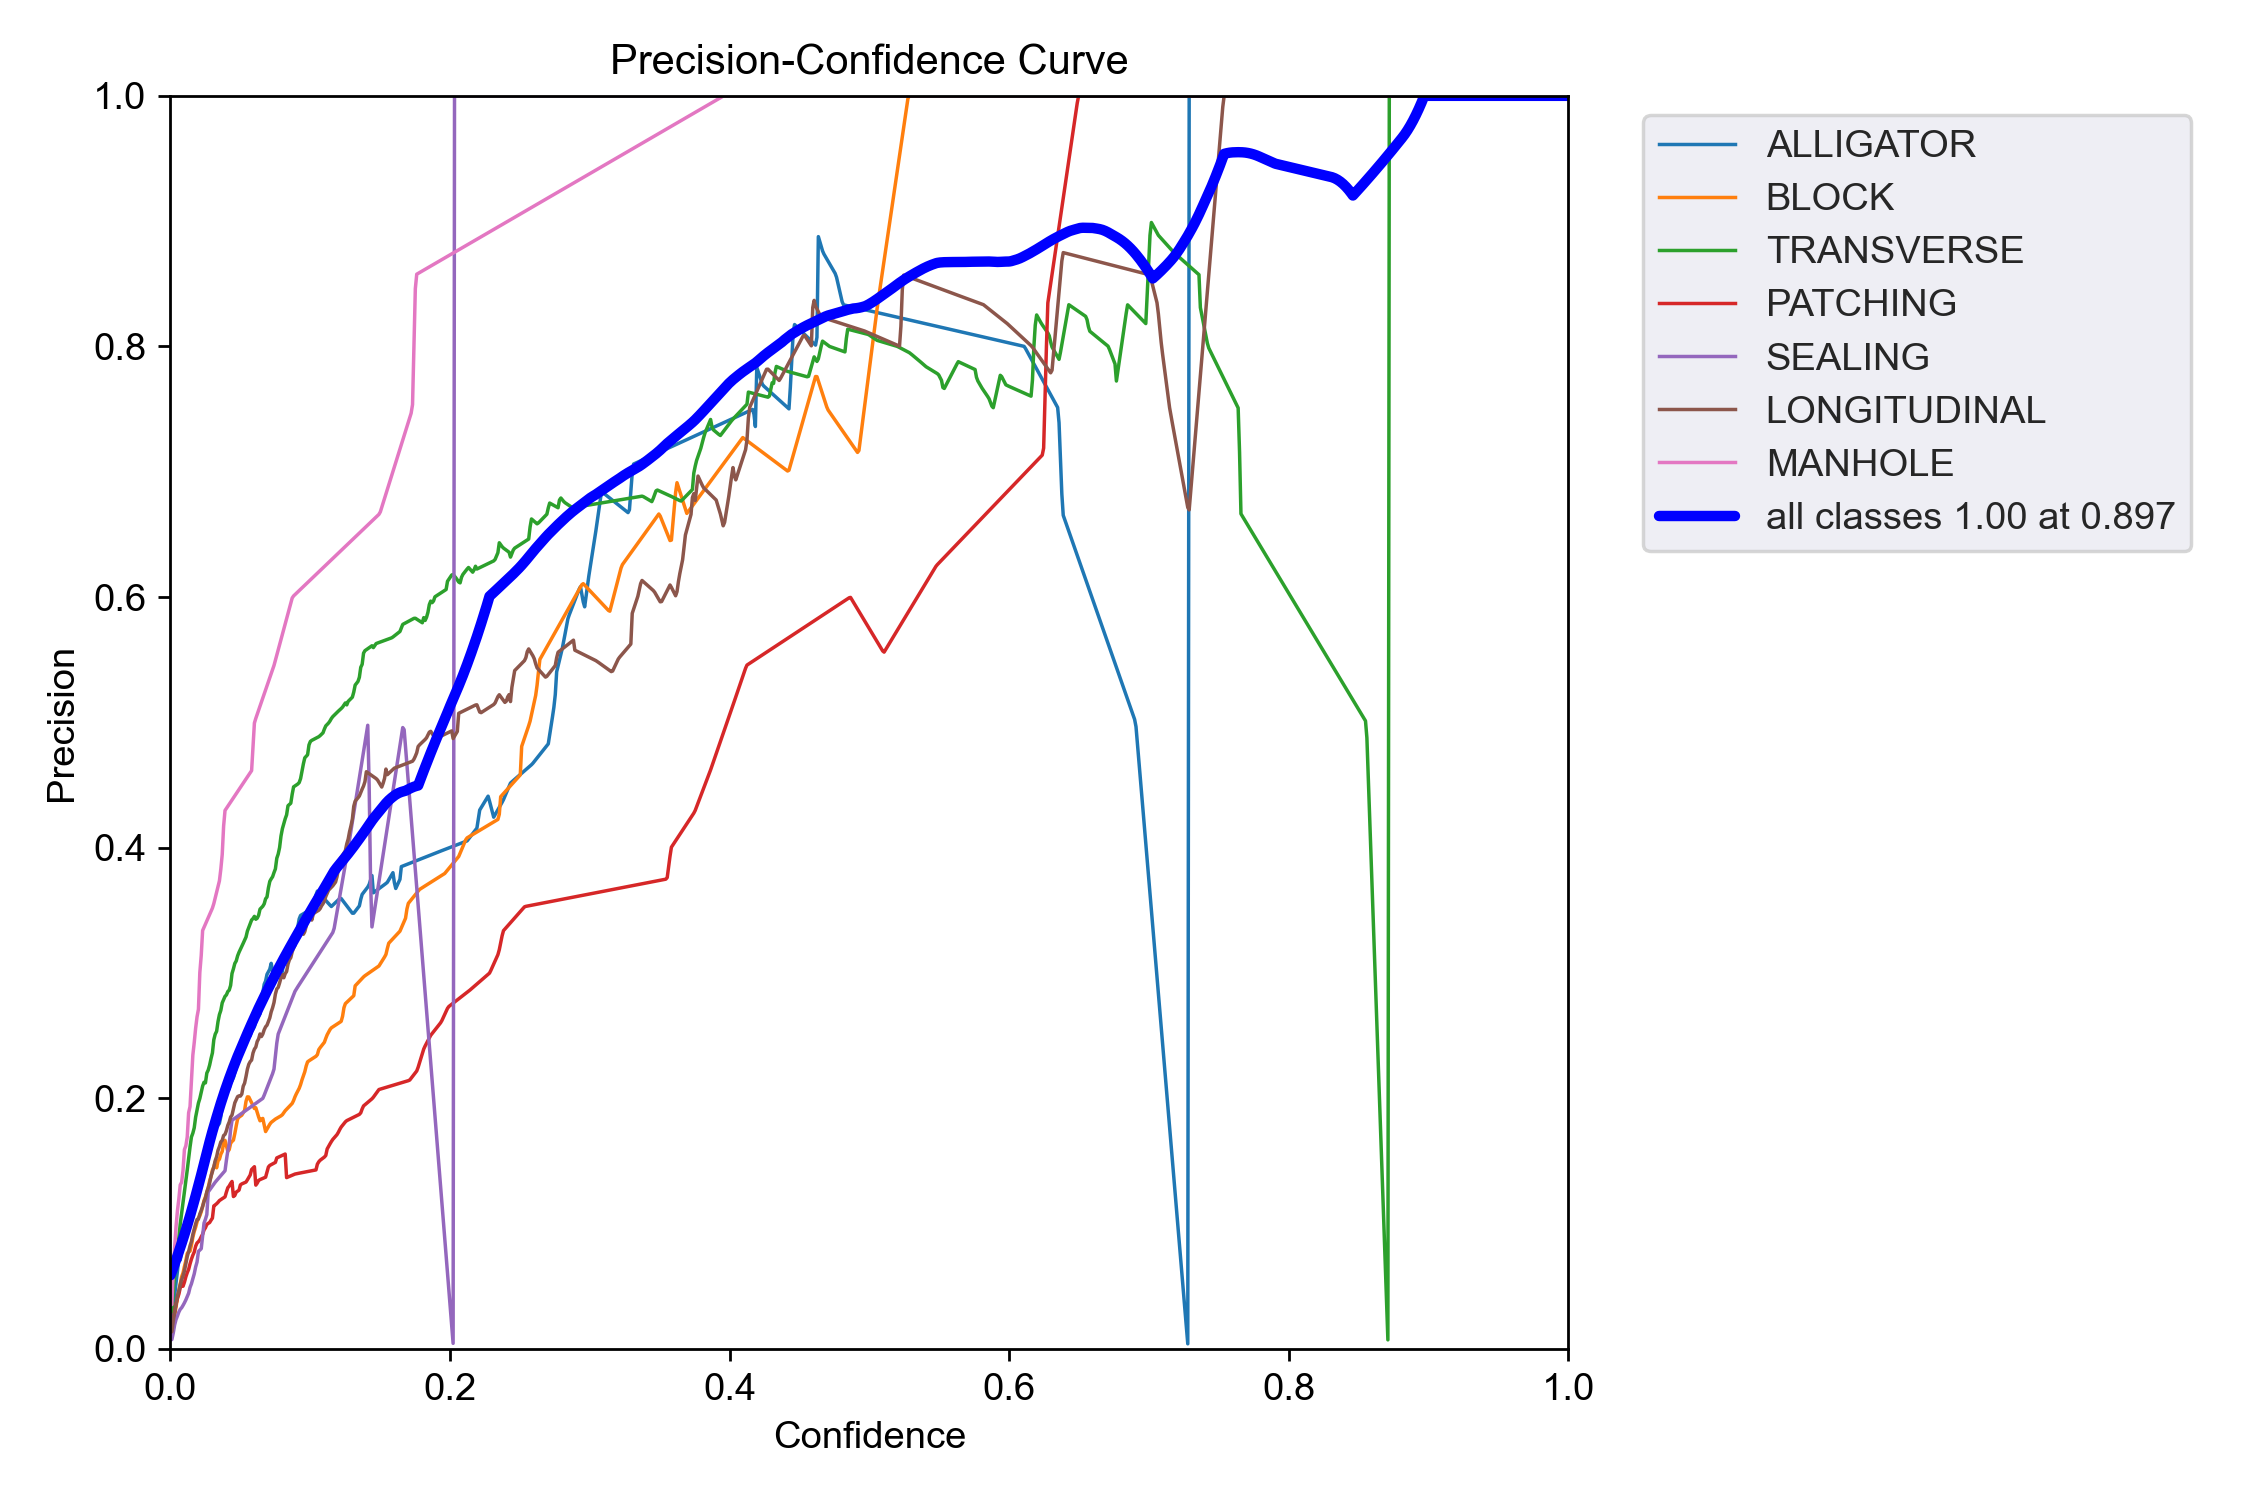 Precision-Confidence Curve
1.0
0.8
0.6
0.4
0.2
0.0
Precision
0.0 0.2 0.4 0.6 0.8 1.0
Confidence
ALLIGATOR
BLOCK
TRANSVERSE
PATCHING
SEALING
LONGITUDINAL
MANHOLE
all classes 1.00 at 0.897